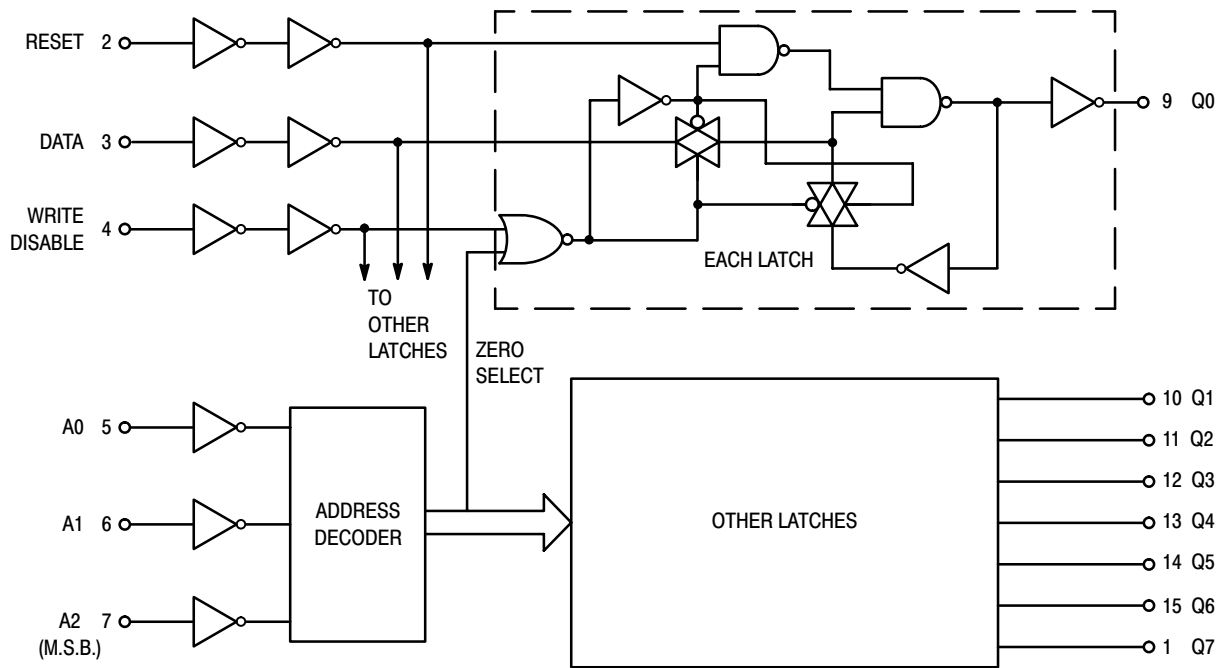 RESET 2
DATA 3
WRITE
DISABLE 4
9 Q0
EACH LATCH
TO
OTHER
LATCHES
ZERO
SELECT
A0 5
A1 6
A2 7
(M.S.B.)
ADDRESS
DECODER
OTHER LATCHES
10 Q1
11 Q2
12 Q3
13 Q4
14 Q5
15 Q6
1 Q7